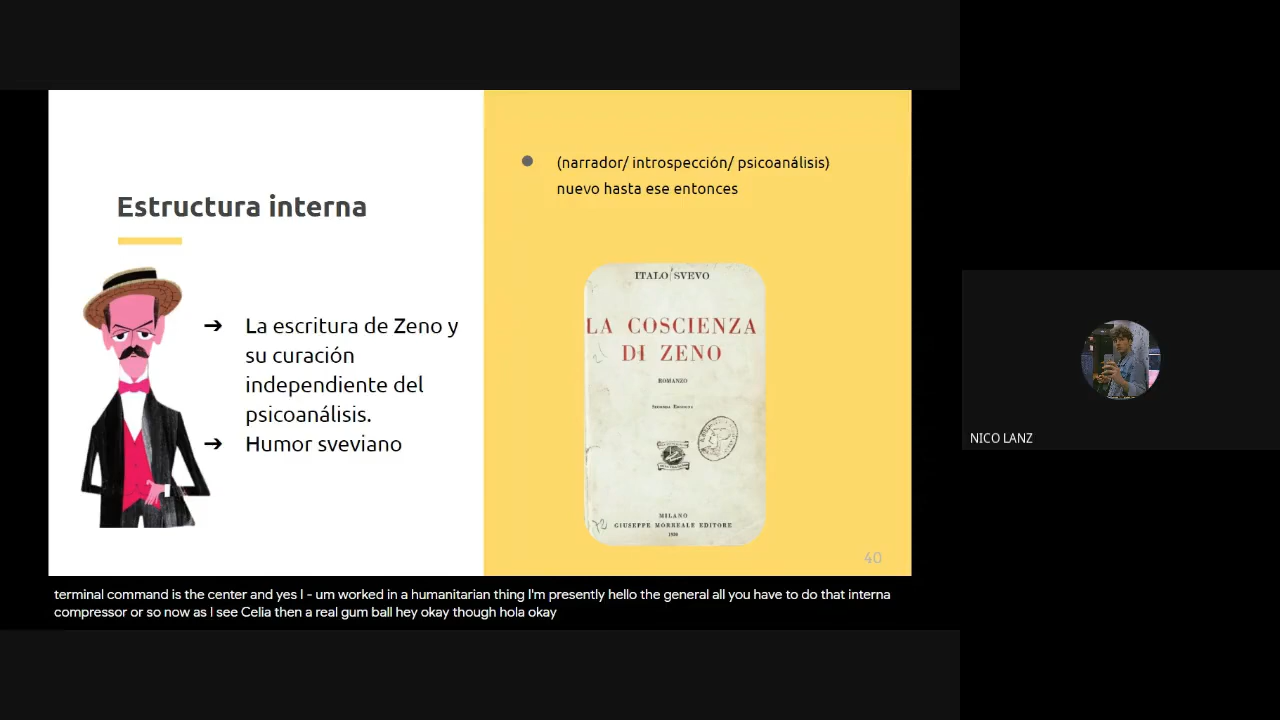 Estructura interna
➔ La escritura de Zeno y
su curación
independiente del
psicoanálisis.
➔ Humor sveviano
● (narrador/ introspección/ psicoanálisis)
nuevo hasta ese entonces
ITALO SVEVO
LA COSCIENZA
DI ZENO
ROMANZO
MILANO
GIUSEPPE MORREALE EDITORE
40
terminal command is the center and yes I - um worked in a humanitarian thing I'm presently hello the general all you have to do that interna
compressor or so now as I see Celia then a real gum ball hey okay though hola okay
NICO LANZ